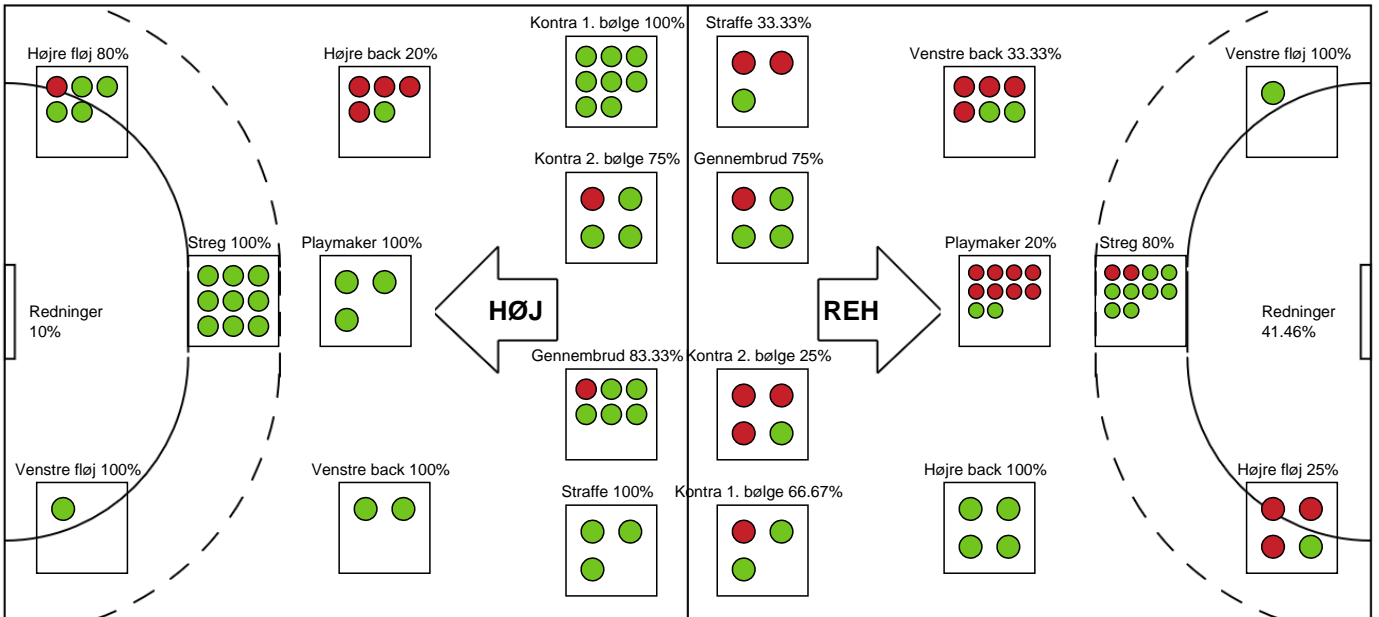 Kontra 1. bølge 100%
Straffe 33.33%
Højre fløj 80%
Højre back 20%
Venstre back 33.33%
Venstre fløj 100%
Kontra 2. bølge 75%
Gennembrud 75%
Streg 100%
Playmaker 100%
Playmaker 20%
Streg 80%
Redninger
10%
HØJ
REH
Redninger
41.46%
Gennembrud 83.33%
Kontra 2. bølge 25%
Venstre fløj 100%
Venstre back 100%
Højre back 100%
Højre fløj 25%
Straffe 100%
Kontra 1. bølge 66.67%